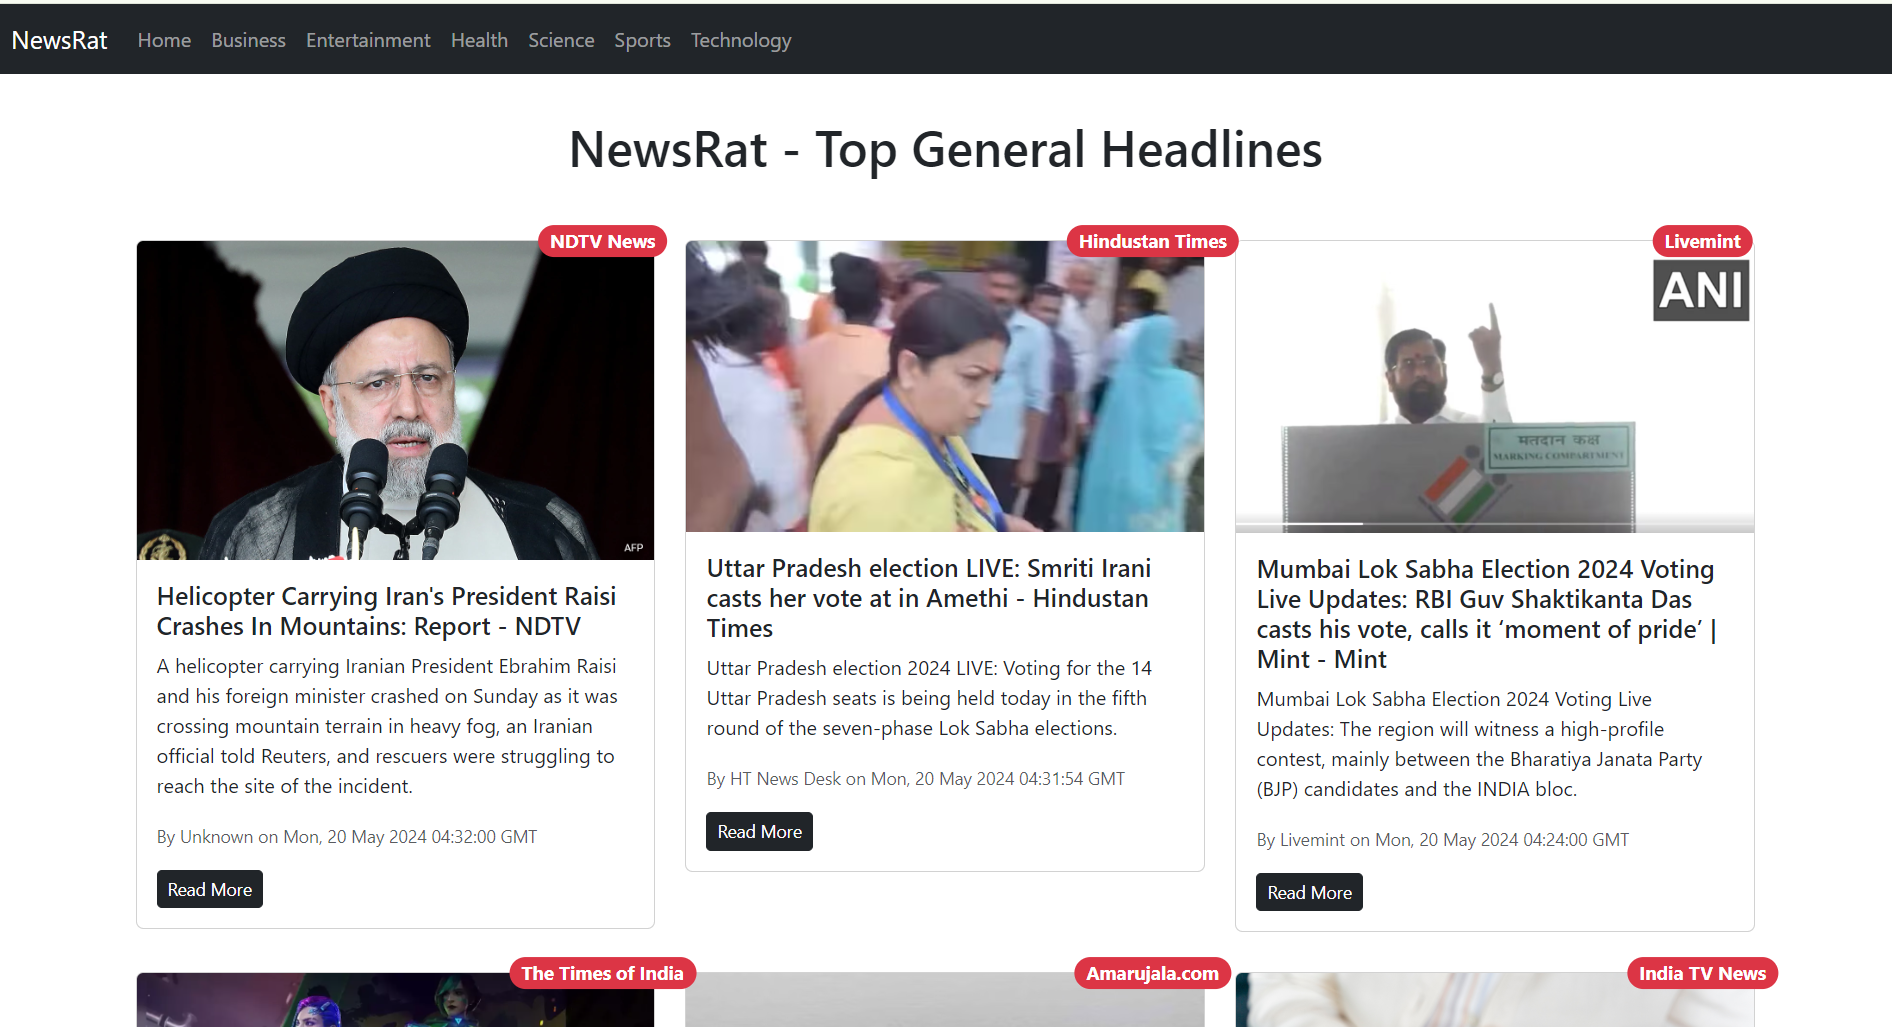 NewsRat Home Business Entertainment Health Science Sports Technology
NewsRat - Top General Headlines
NDTV News
AFP
Helicopter Carrying Iran's President Raisi
Crashes In Mountains: Report - NDTV
A helicopter carrying Iranian President Ebrahim Raisi
and his foreign minister crashed on Sunday as it was
crossing mountain terrain in heavy fog, an Iranian
official told Reuters, and rescuers were struggling to
reach the site of the incident.
By Unknown on Mon, 20 May 2024 04:32:00 GMT
Read More
Hindustan Times
Uttar Pradesh election LIVE: Smriti Irani
casts her vote at in Amethi - Hindustan
Times
Uttar Pradesh election 2024 LIVE: Voting for the 14
Uttar Pradesh seats is being held today in the fifth
round of the seven-phase Lok Sabha elections.
By HT News Desk on Mon, 20 May 2024 04:31:54 GMT
Read More
Livemint
ANI
मतदान कक्ष
MARKING COMPARTMENT
Mumbai Lok Sabha Election 2024 Voting
Live Updates: RBI Guv Shaktikanta Das
casts his vote, calls it ‘moment of pride’ |
Mint - Mint
Mumbai Lok Sabha Election 2024 Voting Live
Updates: The region will witness a high-profile
contest, mainly between the Bharatiya Janata Party
(BJP) candidates and the INDIA bloc.
By Livemint on Mon, 20 May 2024 04:24:00 GMT
Read More
The Times of India
Amarujala.com
India TV News